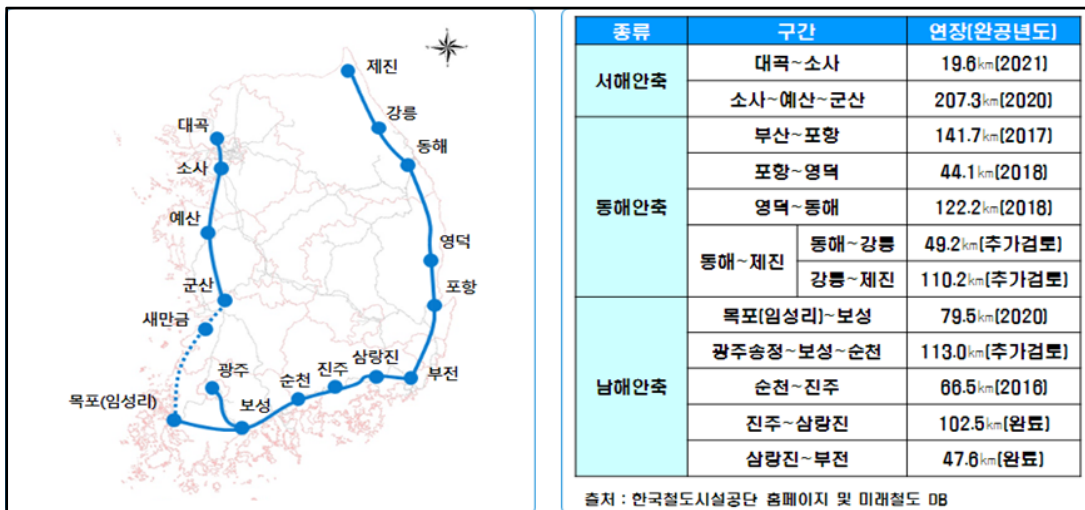 제진
강릉
대곡
동해
소사
예산
영덕
군산
포항
새만금
삼랑진
광주
진주
순천
부전
목포(임성리)
보성
종류 구간 연장(완공년도)
서해안축 대곡~소사 19.6㎞(2021)
소사~예산~군산 207.3㎞(2020)
동해안축 부산~포항 141.7㎞(2017)
포항~영덕 44.1㎞(2018)
영덕~동해 122.2㎞(2018)
동해~제진 동해~강릉 49.2㎞(추가검토)
강릉~제진 110.2㎞(추가검토)
남해안축 목포(임성리)~보성 79.5㎞(2020)
광주송정~보성~순천 113.0㎞(추가검토)
순천~진주 66.5㎞(2016)
진주~삼랑진 102.5㎞(완료)
삼랑진~부전 47.6㎞(완료)
출처 : 한국철도시설공단 홈페이지 및 미래철도 DB